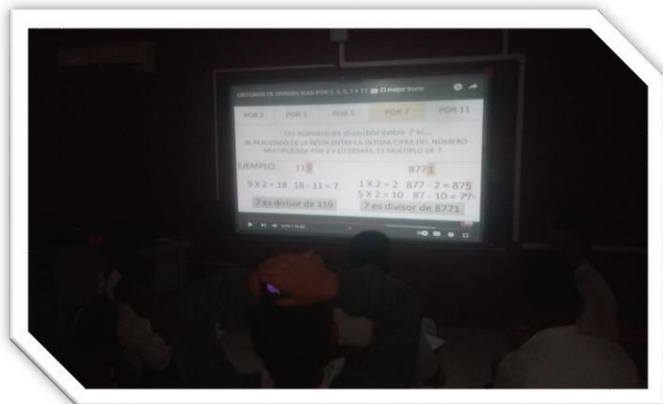 CRITERIOS DE DIVISIBILIDAD POR 2, 3, 5, 7 Y 11 El mejor truco
POR 2 POR 3 POR 5 POR 7 POR 11
Un número es divisible entre 7 si...
EL RESULTADO DE LA RESTA ENTRE LA ÚLTIMA CIFRA DEL NÚMERO
MULTIPLICADA POR 2 Y LO DEMÁS, ES MÚLTIPLO DE 7.
EJEMPLO: 119 8771
9 X 2 = 18 18 - 11 = 7 1 X 2 = 2 877 - 2 = 875
5 X 2 = 10 87 - 10 = 77
7 es divisor de 119 7 es divisor de 8771